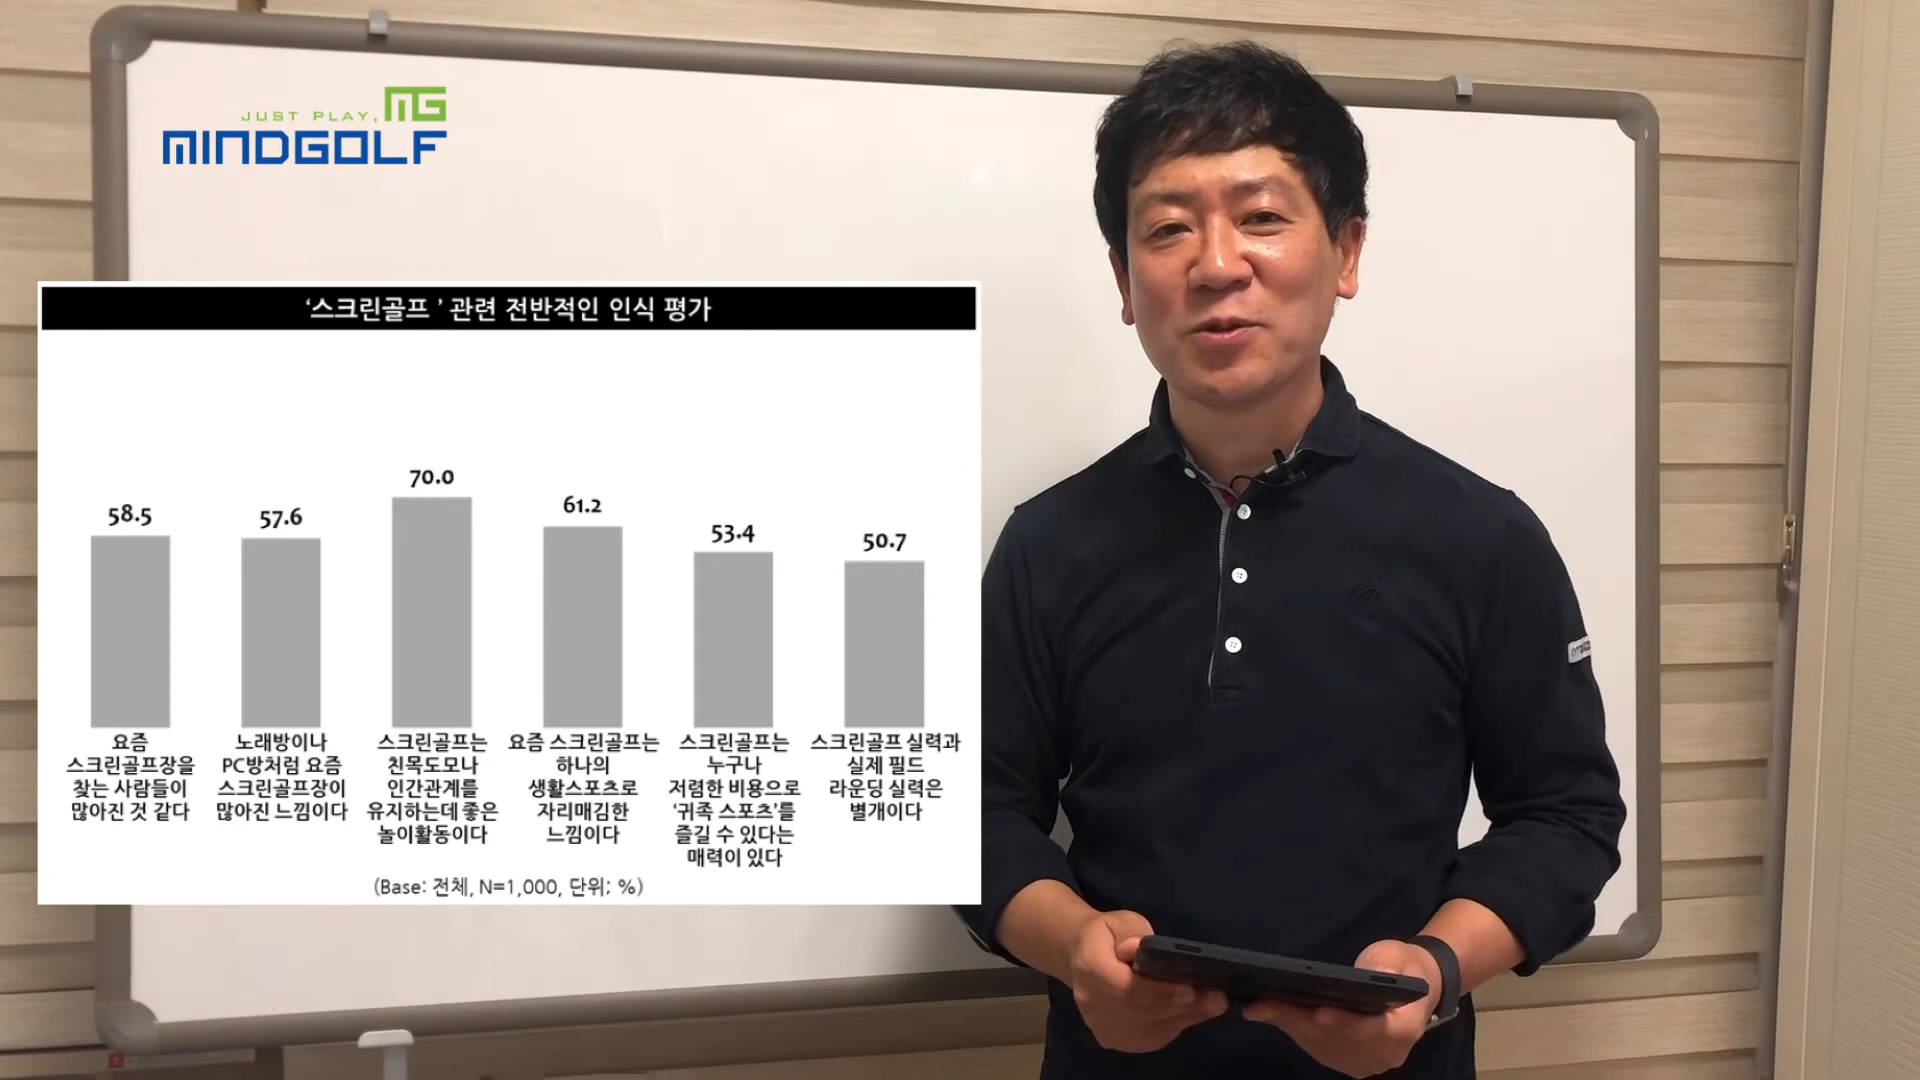 JUST PLAY, MG
MINDGOLF
‘스크린골프 ’ 관련 전반적인 인식 평가
58.5
57.6
70.0
61.2
53.4
50.7
요즘
스크린골프장을
찾는 사람들이
많아진 것 같다
노래방이나
PC방처럼 요즘
스크린골프장이
많아진 느낌이다
스크린골프는
친목도모나
인간관계를
유지하는데 좋은
놀이활동이다
요즘 스크린골프는
하나의
생활스포츠로
자리매김한
느낌이다
스크린골프는
누구나
저렴한 비용으로
‘귀족 스포츠’를
즐길 수 있다는
매력이 있다
스크린골프 실력과
실제 필드
라운딩 실력은
별개이다
(Base: 전체, N=1,000, 단위; %)